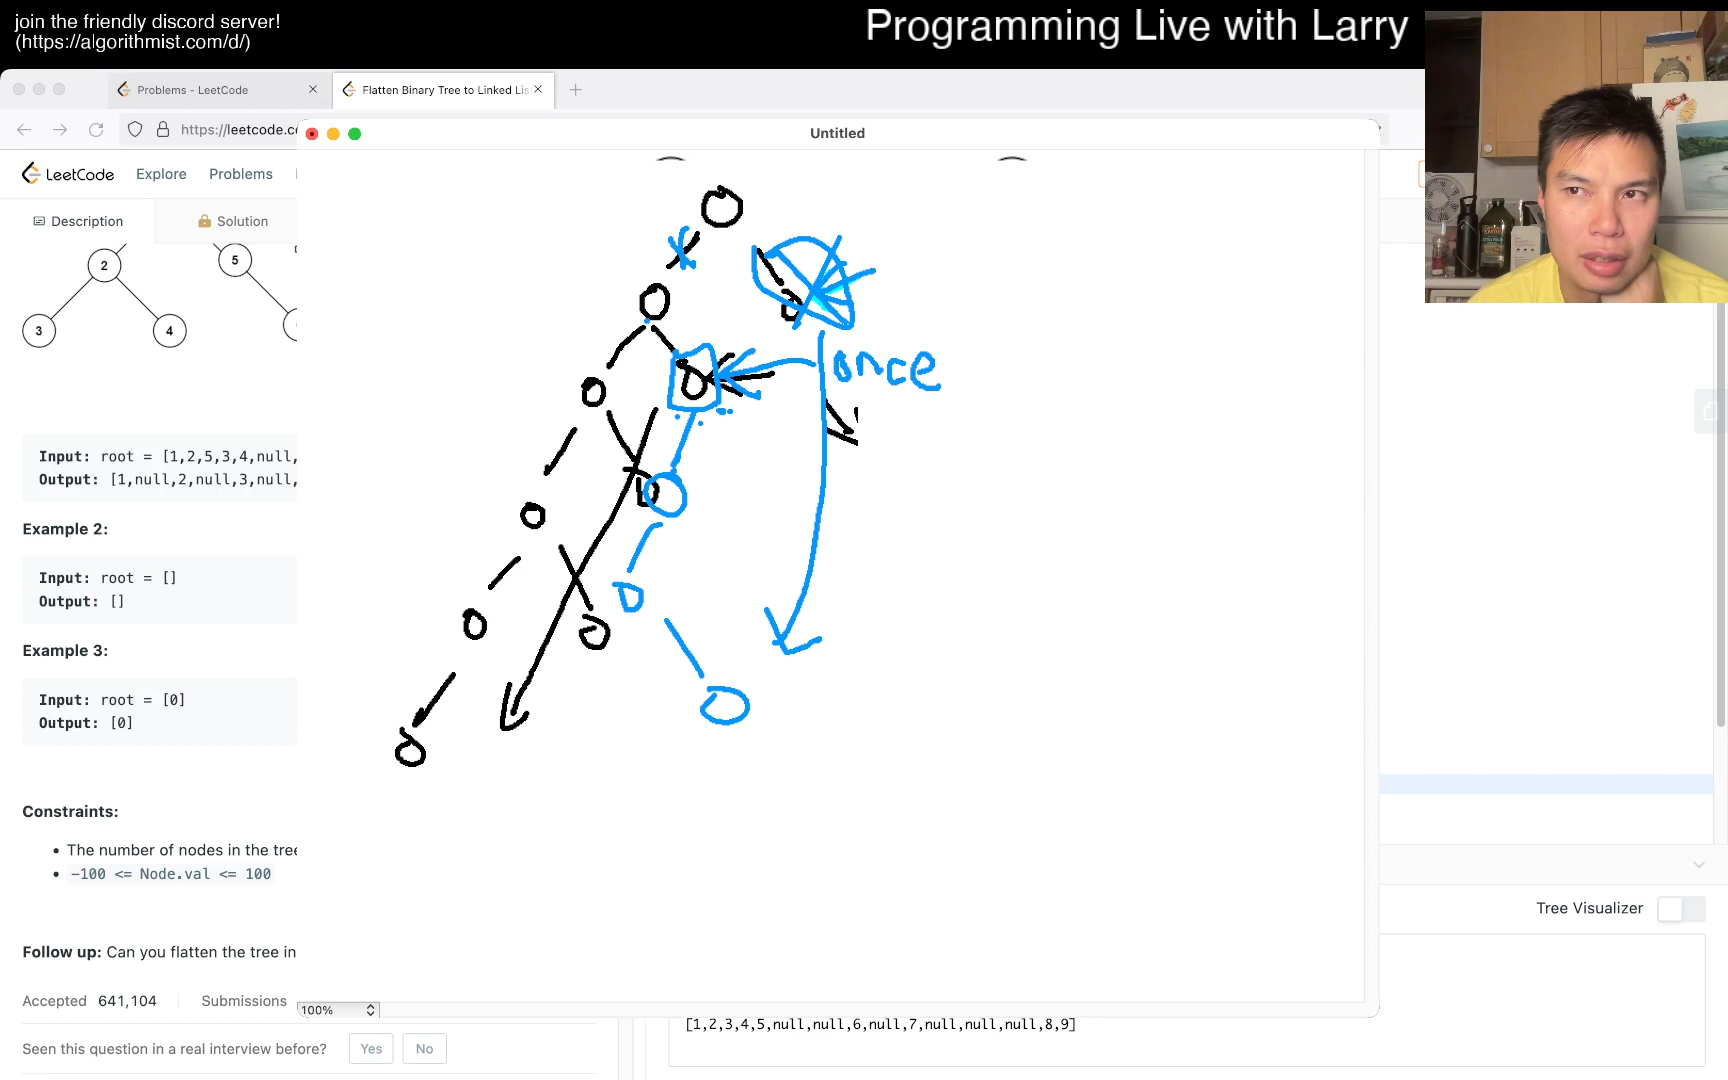 join the friendly discord server!
(https://algorithmist.com/d/)
Programming Live with Larry
Problems - LeetCode
Flatten Binary Tree to Linked Lis
https://leetcode.co
Untitled
LeetCode
Explore
Problems
Description
Solution
2
5
3
4
once
Input: root = [1,2,5,3,4,null,
Output: [1,null,2,null,3,null,
Example 2:
Input: root = []
Output: []
Example 3:
Input: root = [0]
Output: [0]
Constraints:
The number of nodes in the tree
-100 <= Node.val <= 100
Tree Visualizer
Follow up: Can you flatten the tree in
Accepted 641,104
Submissions
100%
[1,2,3,4,5,null,null,6,null,7,null,null,null,8,9]
Seen this question in a real interview before?
Yes
No